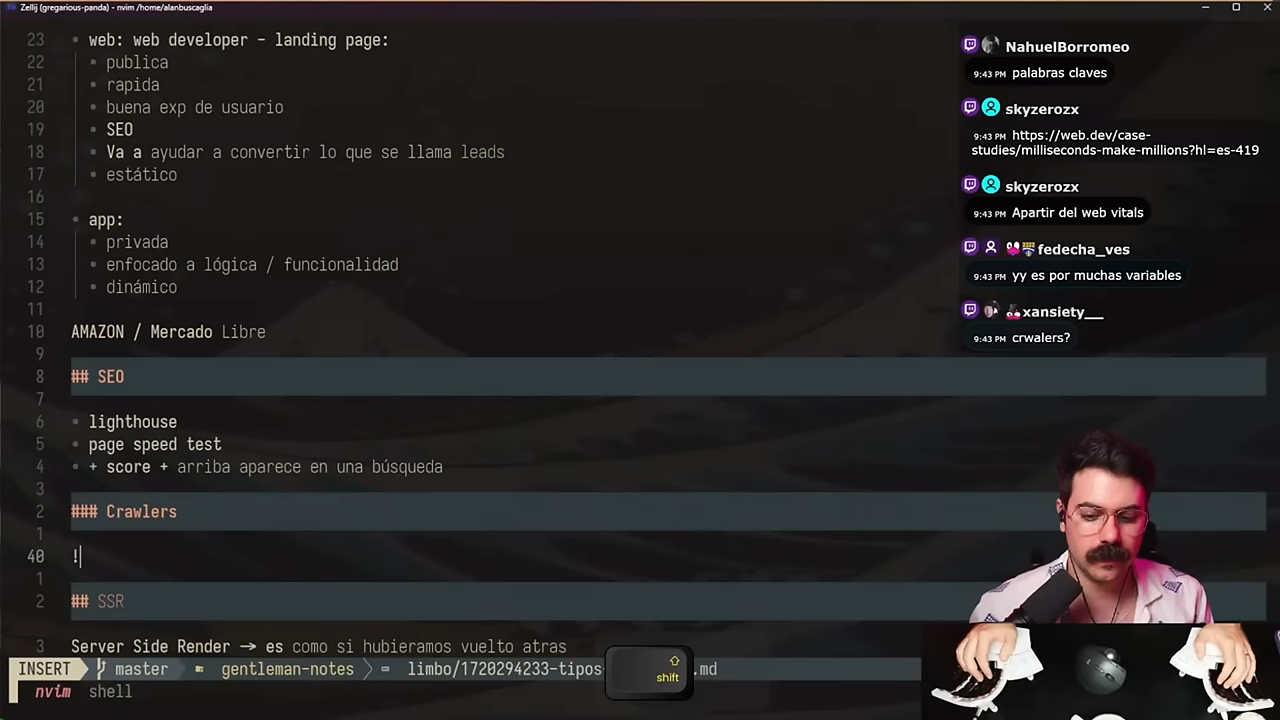 Zellij (gregarious-panda) - nvim /home/alanbuscaglia
23 • web: web developer - landing page:
22 • publica
21 • rapida
20 • buena exp de usuario
19 • SEO
18 • Va a ayudar a convertir lo que se llama leads
17 • estático
16
15 • app:
14 • privada
13 • enfocado a lógica / funcionalidad
12 • dinámico
11
10 AMAZON / Mercado Libre
9
8 ## SEO
7
6 • lighthouse
5 • page speed test
4 • + score + arriba aparece en una búsqueda
3
2 ### Crawlers
1
40 !
1
2 ## SSR
3 Server Side Render → es como si hubieramos vuelto atras
INSERT master gentleman-notes limbo/1720294233-tipos .md
nvim shell
shift
NahuelBorromeo
9:43 PM palabras claves
skyzerozx
9:43 PM https://web.dev/case-
studies/milliseconds-make-millions?hl=es-419
skyzerozx
9:43 PM Apartir del web vitals
fedecha_ves
9:43 PM yy es por muchas variables
xansiety__
9:43 PM crwalers?